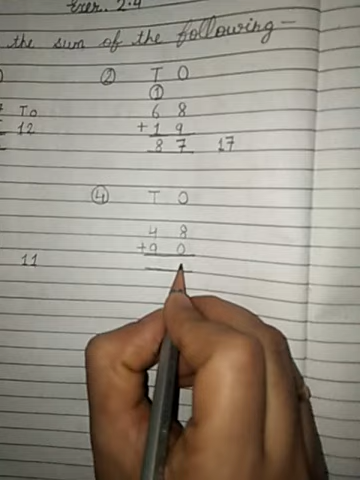 Exer. 2.4
the sum of the following -
② T O
①
To 6 8
12 + 1 9
8 7 17
④ T O
4 8
+ 9 0
11